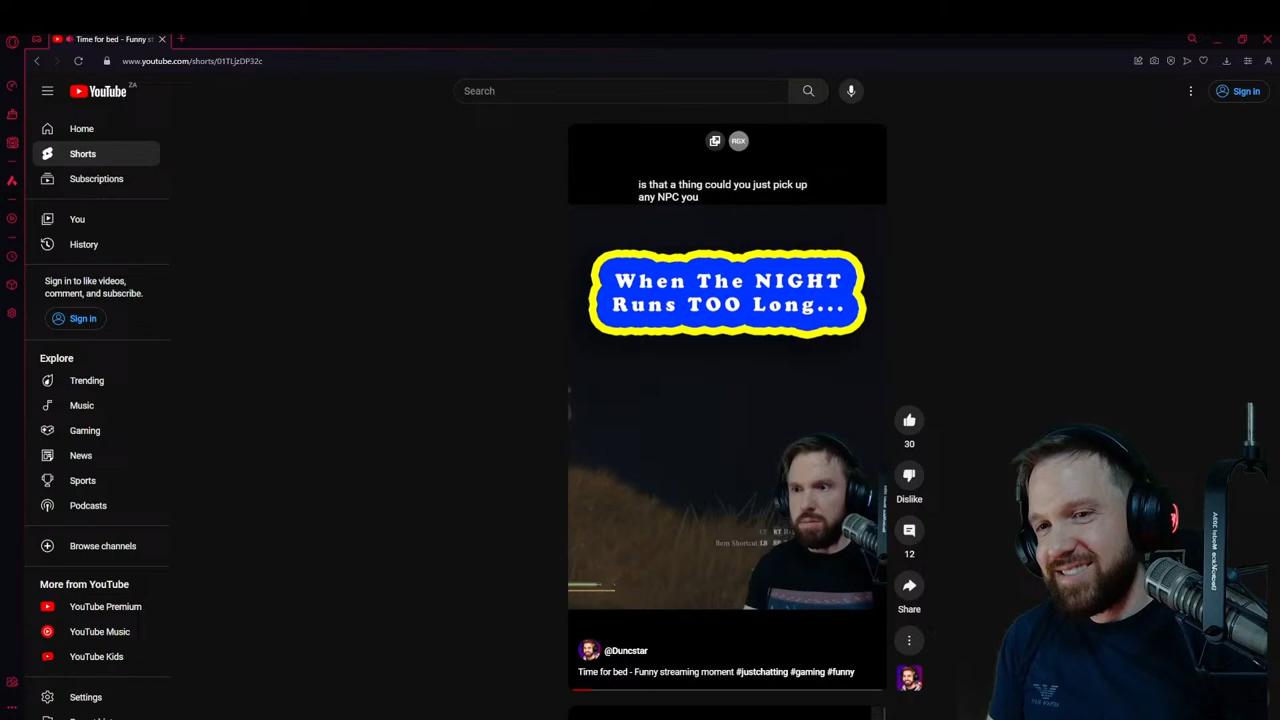 Time for bed - Funny st
www.youtube.com/shorts/01TLjzDP32c
YouTube
ZA
Search
Sign in
Home
Shorts
Subscriptions
You
History
Sign in to like videos,
comment, and subscribe.
Sign in
Explore
Trending
Music
Gaming
News
Sports
Podcasts
Browse channels
More from YouTube
YouTube Premium
YouTube Music
YouTube Kids
Settings
RGX
is that a thing could you just pick up
any NPC you
When The NIGHT
Runs TOO Long...
Item Shortcut
30
Dislike
12
Share
@Duncstar
Time for bed - Funny streaming moment #justchatting #gaming #funny